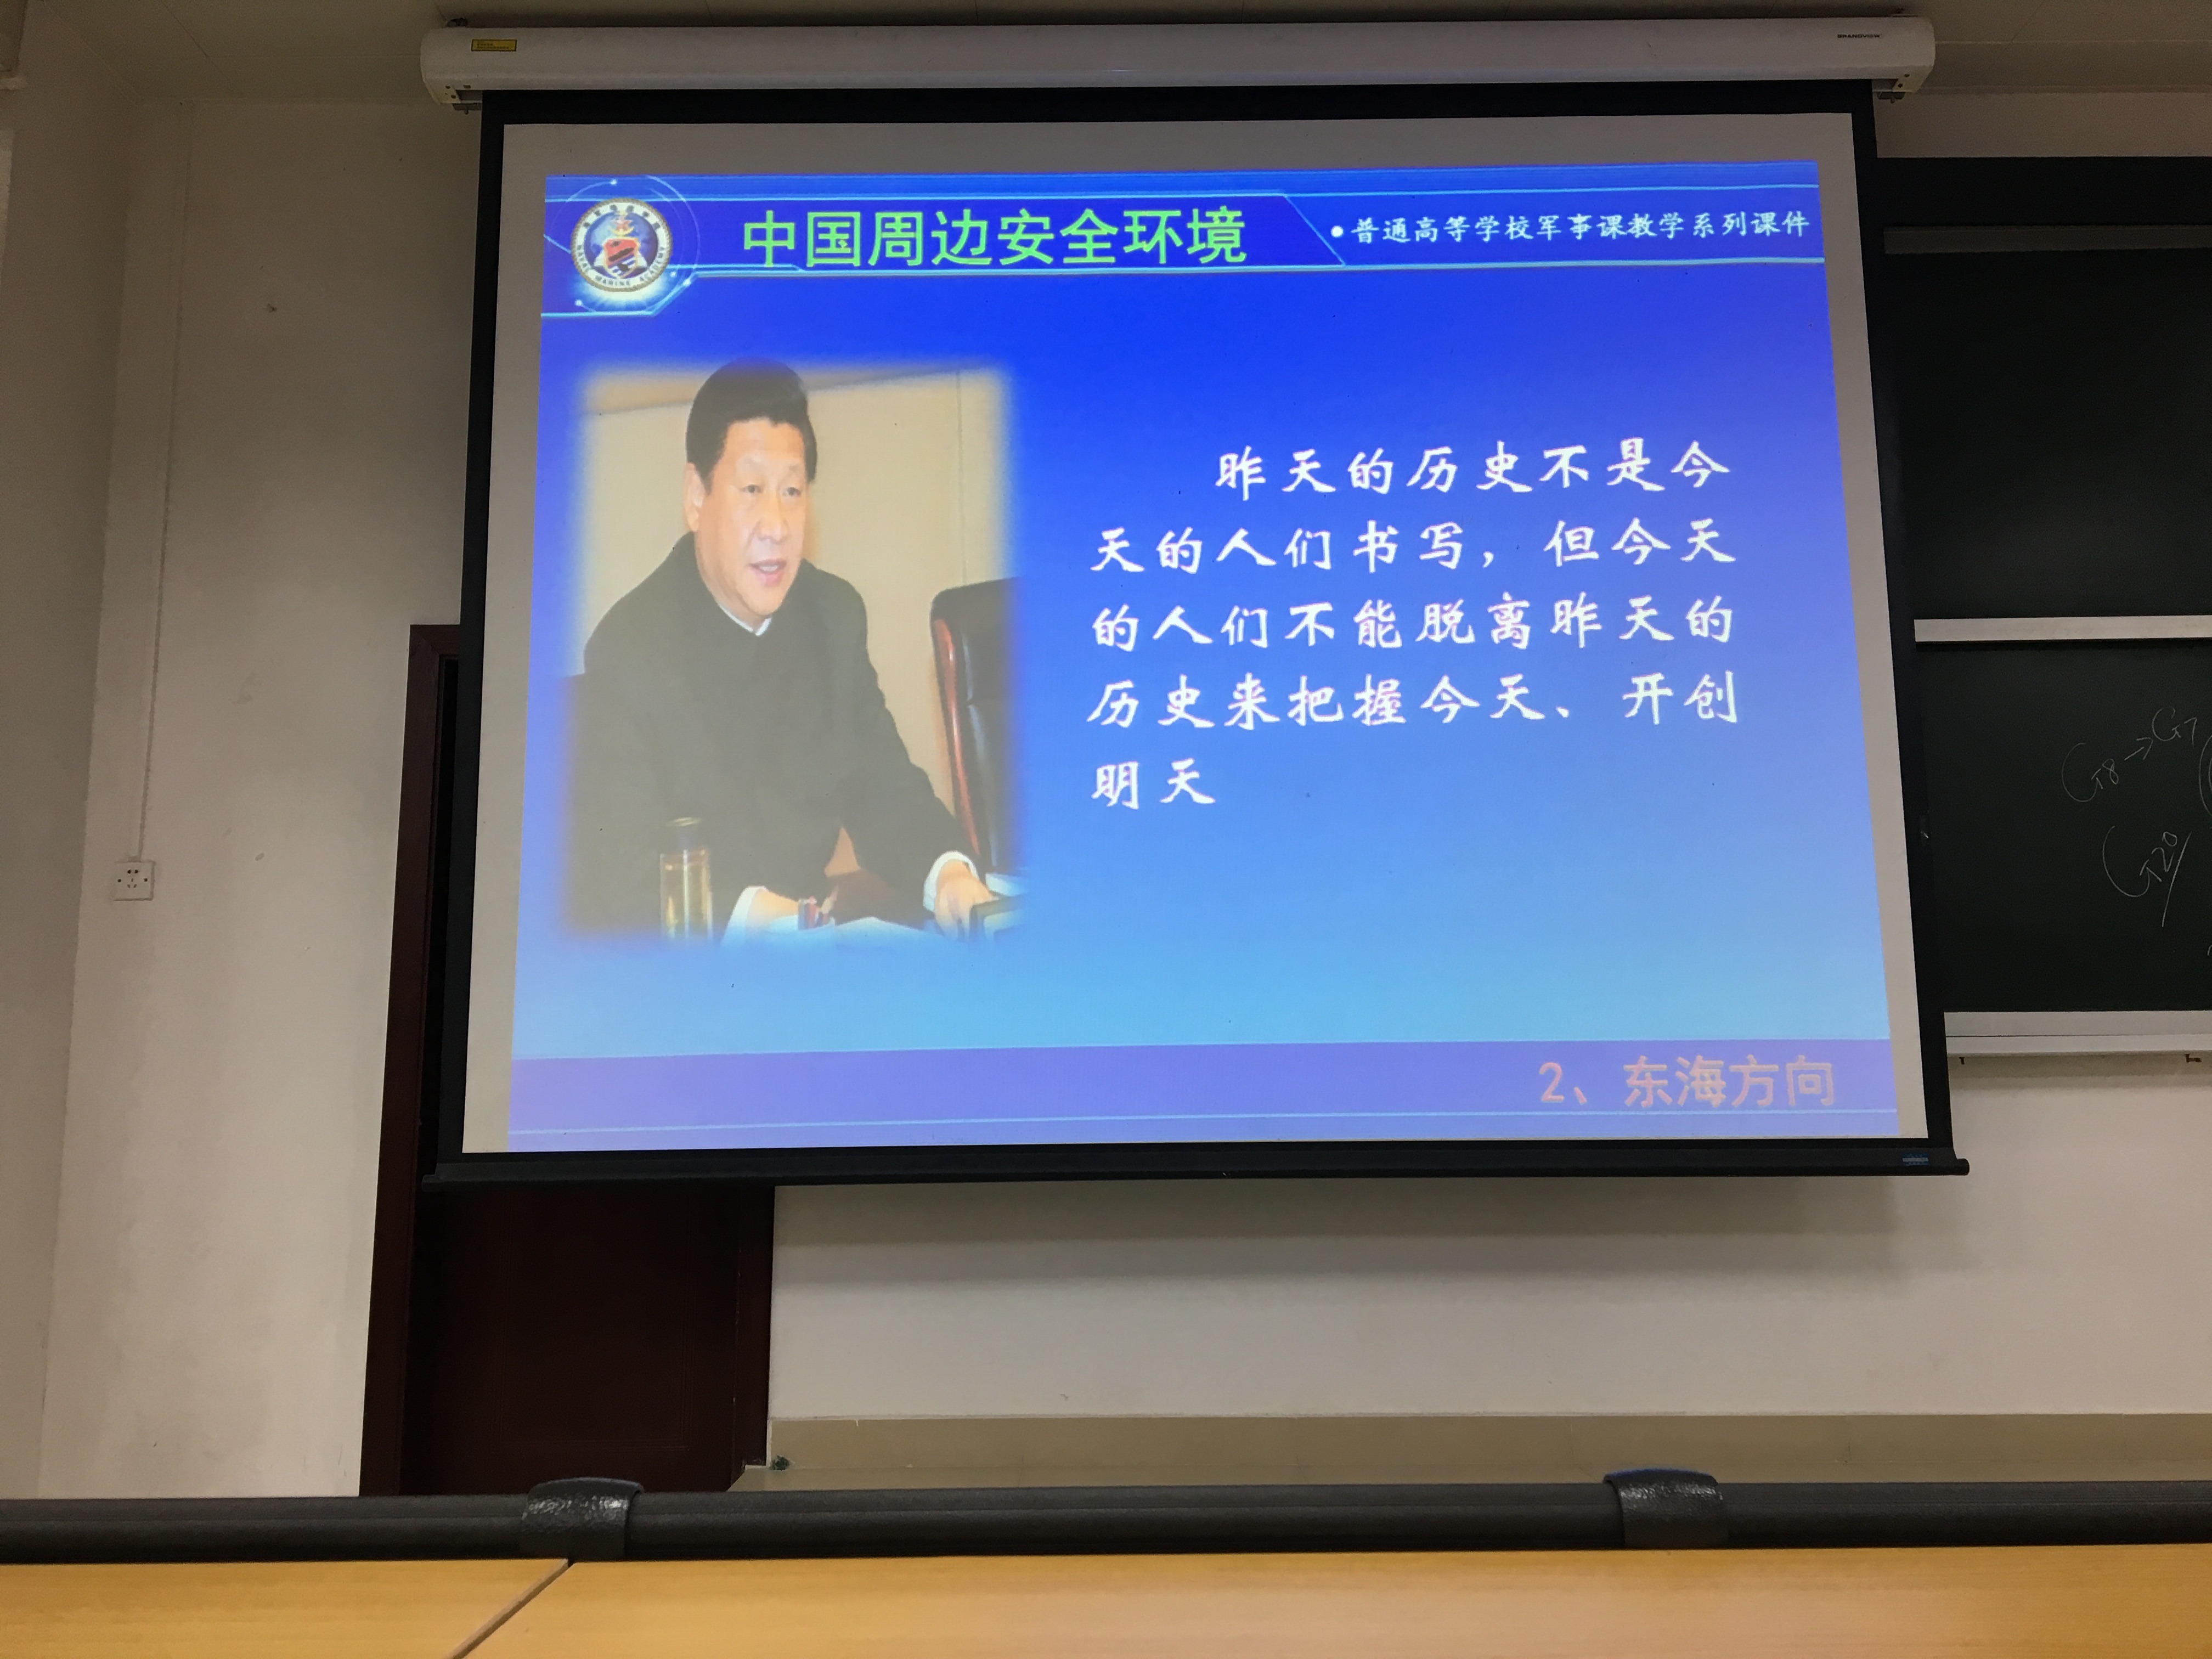 中国周边安全环境
•普通高等学校军事课教学系列课件
昨天的历史不是今
天的人们书写，但今天
的人们不能脱离昨天的
历史来把握今天、开创
明天
2、东海方向
G8→G7
G20